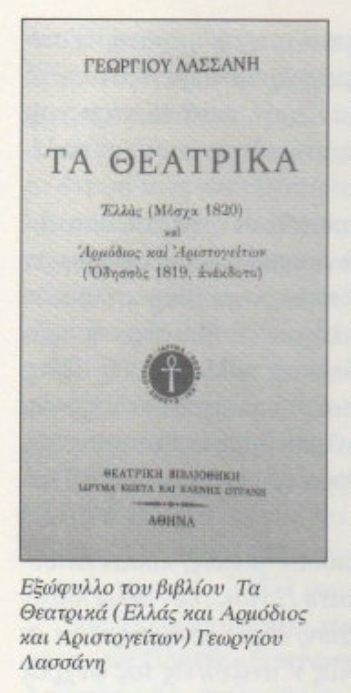 ΓΕΩΡΓΙΟΥ ΛΑΣΣΑΝΗ
ΤΑ ΘΕΑΤΡΙΚΑ
Ἑλλὰς (Μόσχα 1820)
καὶ
Ἁρμόδιος καὶ Ἀριστογείτων
(Ὀδησσὸς 1819, ἀνέκδοτο)
ΘΕΑΤΡΙΚΗ ΒΙΒΛΙΟΘΗΚΗ
ΙΔΡΥΜΑ ΚΩΣΤΑ ΚΑΙ ΕΛΕΝΗΣ ΟΥΡΑΝΗ
ΑΘΗΝΑ
Εξώφυλλο του βιβλίου Τα
Θεατρικά (Ελλάς και Αρμόδιος
και Αριστογείτων) Γεωργίου
Λασσάνη